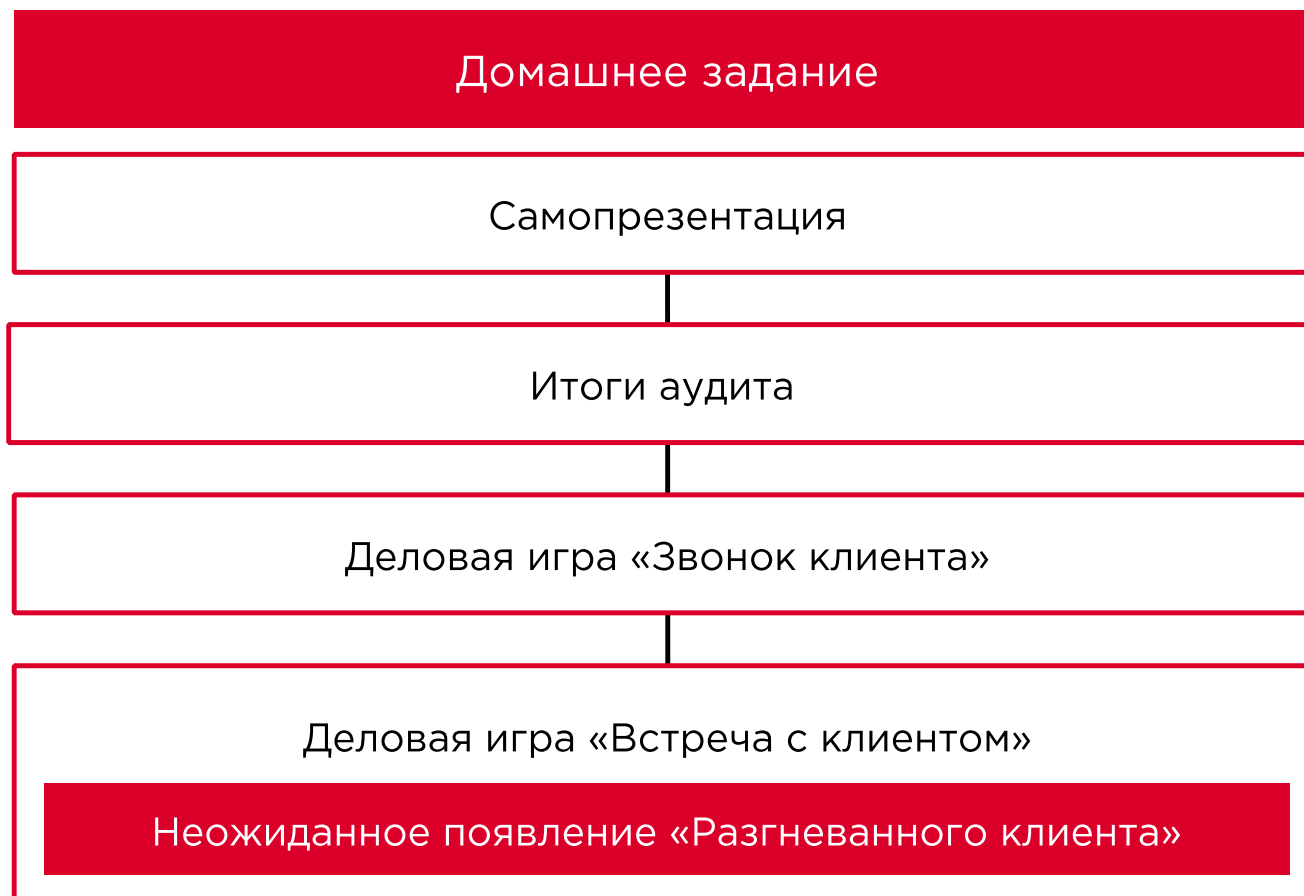 Домашнее задание
Самопрезентация
Итоги аудита
Деловая игра «Звонок клиента»
Деловая игра «Встреча с клиентом»
Неожиданное появление «Разгневанного клиента»